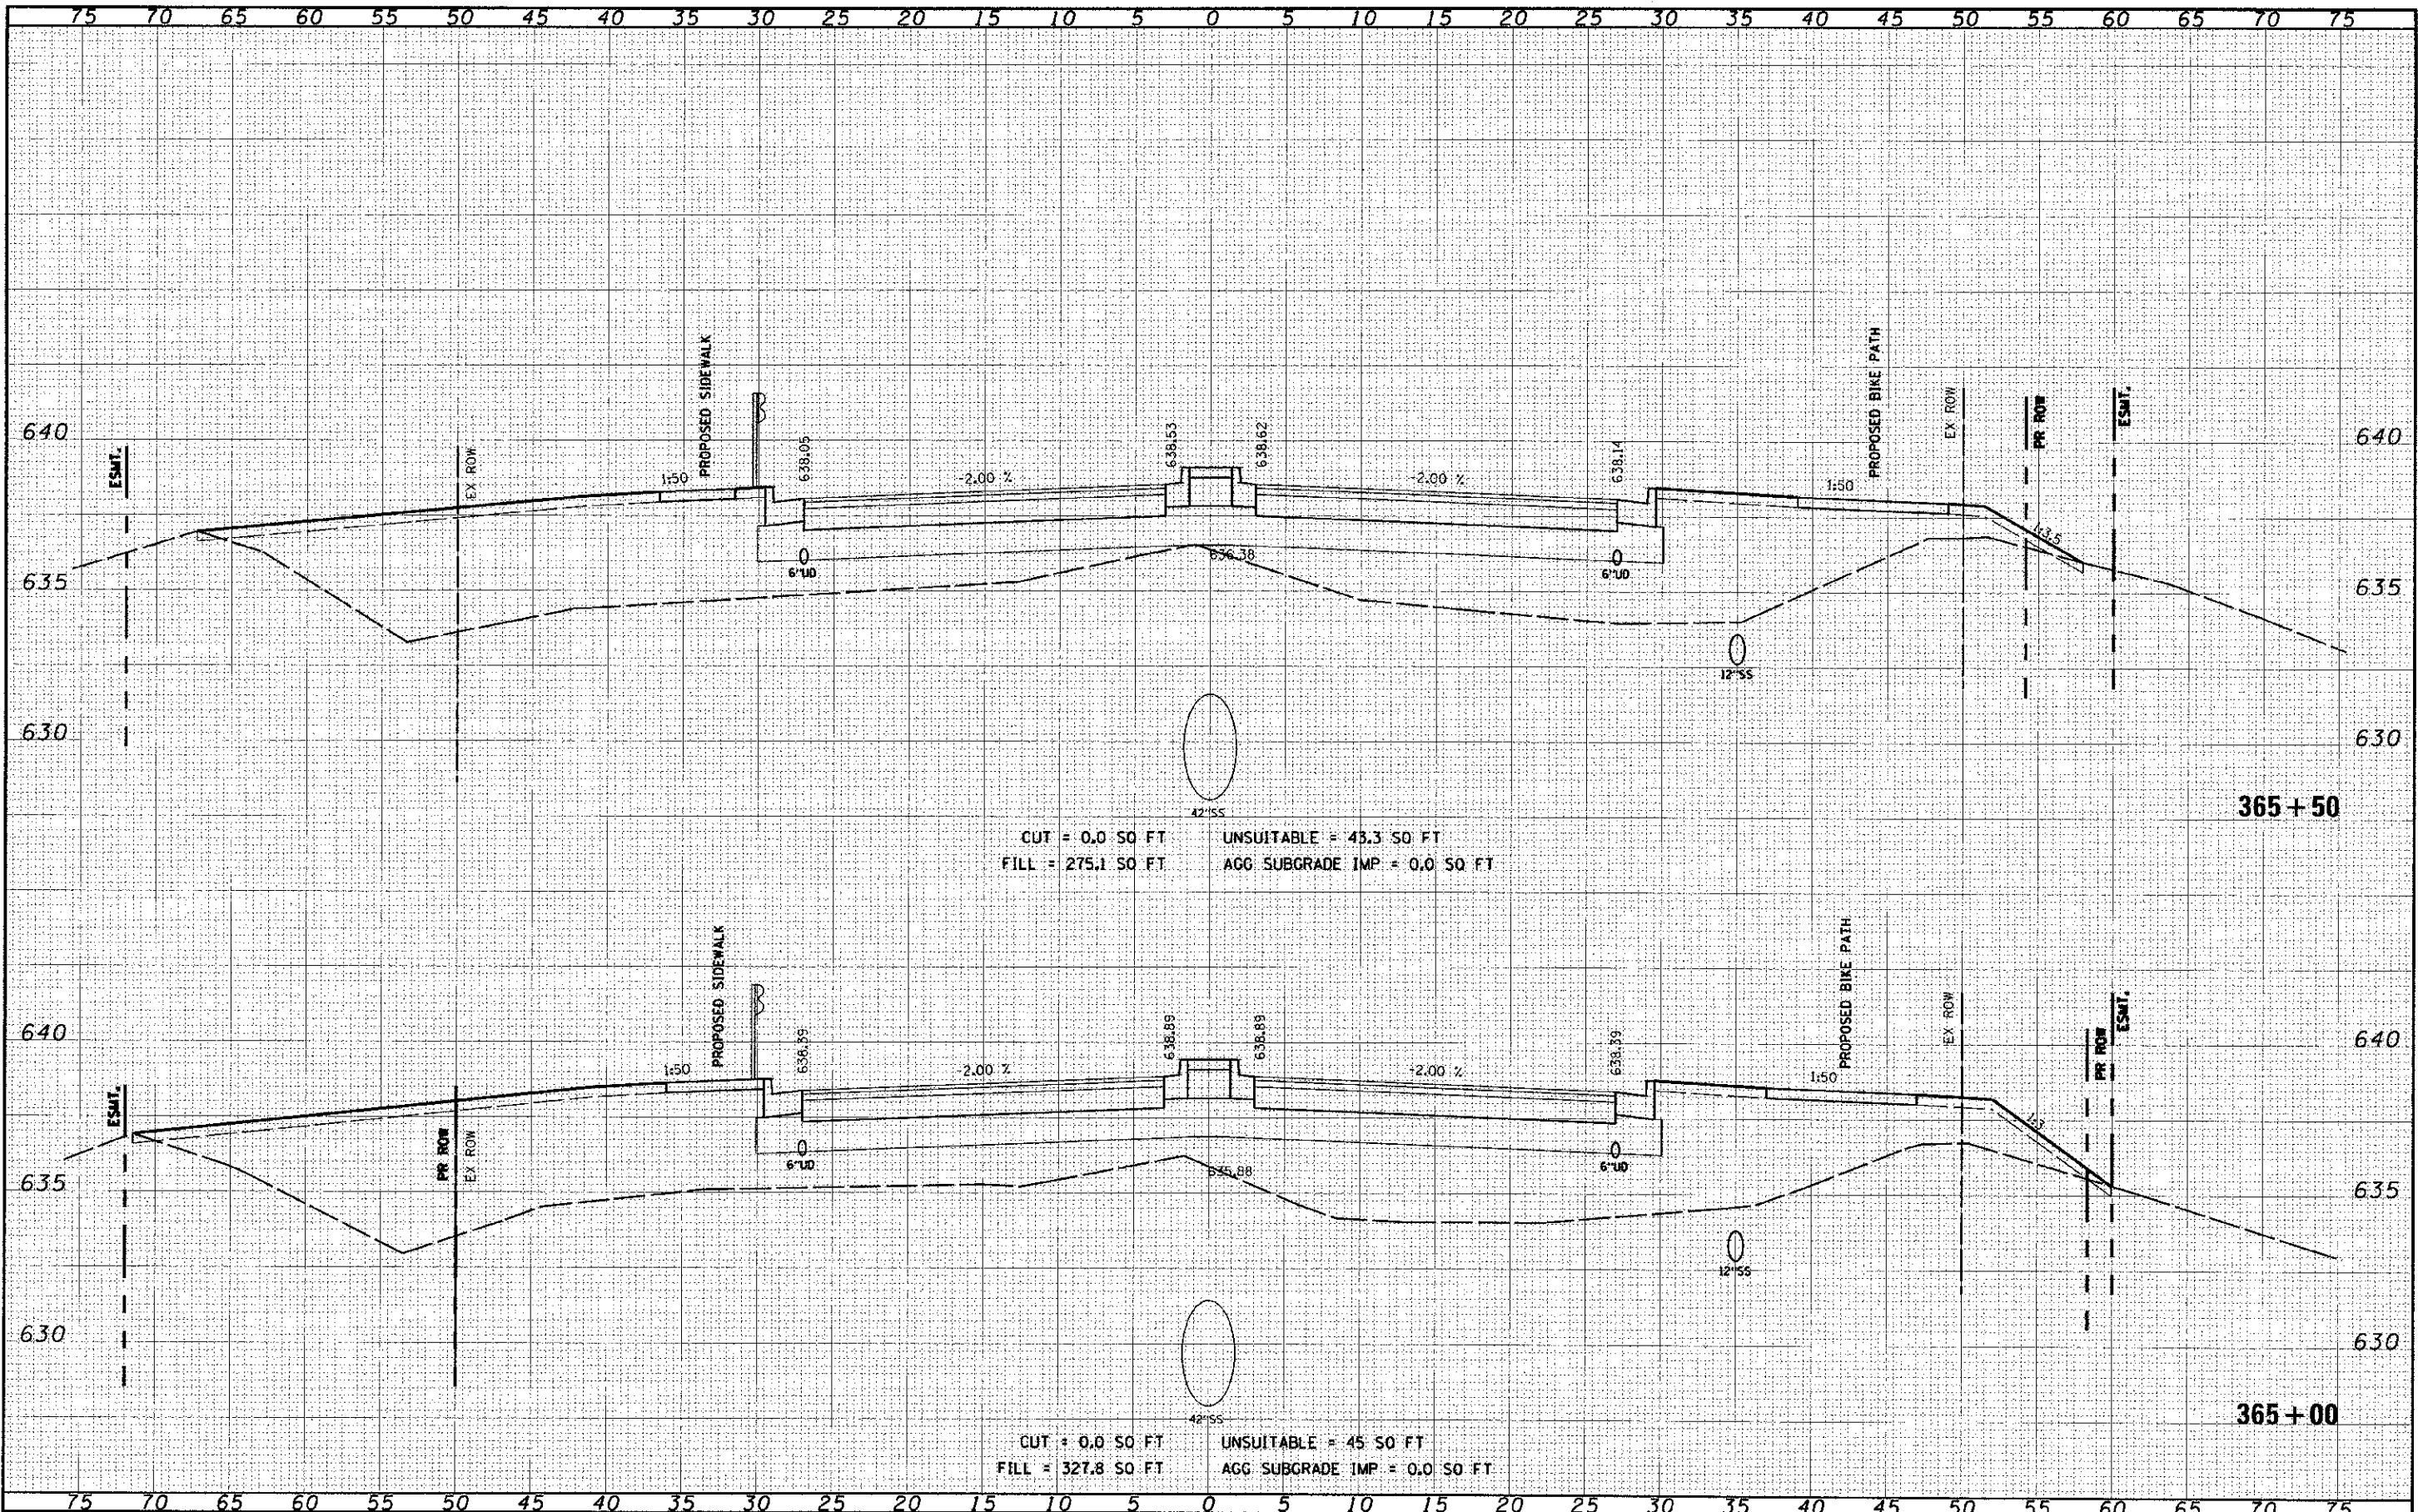 75 70 65 60 55 50 45 40 35 30 25 20 15 10 5 0 5 10 15 20 25 30 35 40 45 50 55 60 65 70 75
PROPOSED SIDEWALK
PROPOSED BIKE PATH
EX ROW
PR ROW
ESMT.
640
ESMT.
EX ROW
1:50
638.05
-2.00 %
638.53
638.62
-2.00 %
638.14
1:50
640
1:3.5
636.38
6"UD
6"UD
635
635
12"SS
630
630
42"SS
365+50
CUT = 0.0 SQ FT UNSUITABLE = 43.3 SQ FT
FILL = 275.1 SQ FT AGG SUBGRADE IMP = 0.0 SQ FT
PROPOSED SIDEWALK
PROPOSED BIKE PATH
EX ROW
PR ROW
ESMT.
640
ESMT.
1:50
638.39
-2.00 %
638.89
638.89
-2.00 %
638.39
1:50
640
1:3
PR ROW
EX ROW
6"UD
635.88
6"UD
635
635
12"SS
630
630
42"SS
365+00
CUT = 0.0 SQ FT UNSUITABLE = 45 SQ FT
FILL = 327.8 SQ FT AGG SUBGRADE IMP = 0.0 SQ FT
75 70 65 60 55 50 45 40 35 30 25 20 15 10 5 0 5 10 15 20 25 30 35 40 45 50 55 60 65 70 75